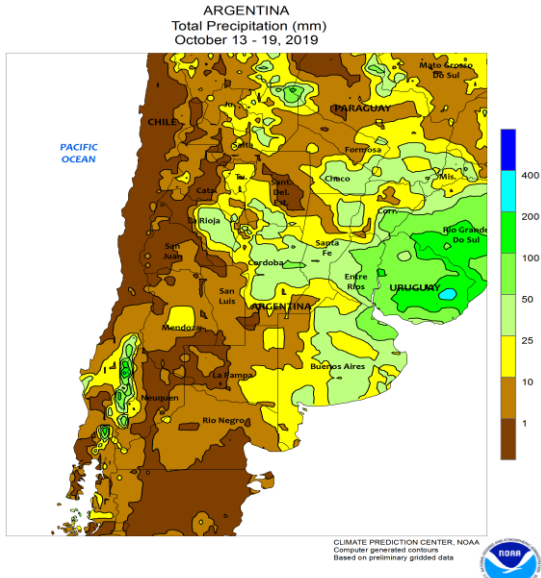 ARGENTINA
Total Precipitation (mm)
October 13 - 19, 2019
Mato Grosso
Do Sul
Ju.
PARAGUAY
CHILE
PACIFIC
OCEAN
Salta
Formosa
Tu.
Sant.
Del.
Est.
Chaco
Mis.
Cata.
Corr.
La Rioja
Rio Grande
Do Sul
Santa
Fe
San
Juan
Cordoba
Entre
Rios
URUGUAY
San
Luis
ARGENTINA
Mendoza
Buenos Aires
La Pampa
Neuquen
Rio Negro
400
200
100
50
25
10
1
CLIMATE PREDICTION CENTER, NOAA
Computer generated contours
Based on preliminary gridded data
NOAA